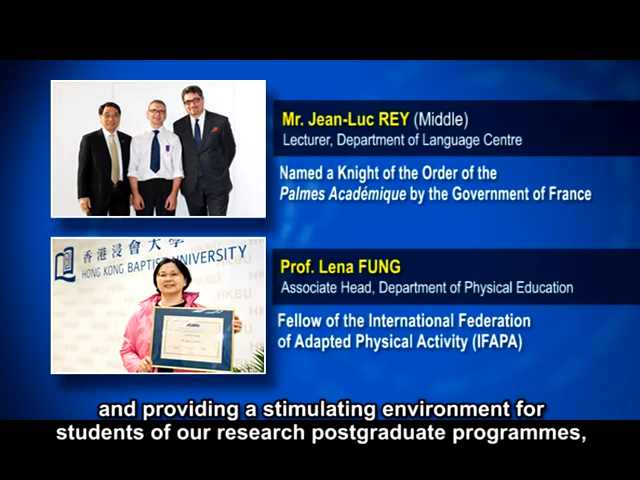 Mr. Jean-Luc REY (Middle)
Lecturer, Department of Language Centre
Named a Knight of the Order of the
Palmes Académique by the Government of France
香港浸會大學
HONG KONG BAPTIST UNIVERSITY
HKBU
Prof. Lena FUNG
Associate Head, Department of Physical Education
Fellow of the International Federation
of Adapted Physical Activity (IFAPA)
and providing a stimulating environment for
students of our research postgraduate programmes,